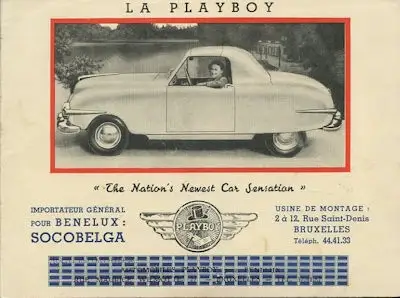 LA PLAYBOY
" The Nation's Newest Car Sensation "
IMPORTATEUR GÉNÉRAL
POUR BENELUX :
SOCOBELGA
PLAYBOY
USINE DE MONTAGE :
2 à 12, Rue Saint-Denis
BRUXELLES
Téléph. 44.41.33